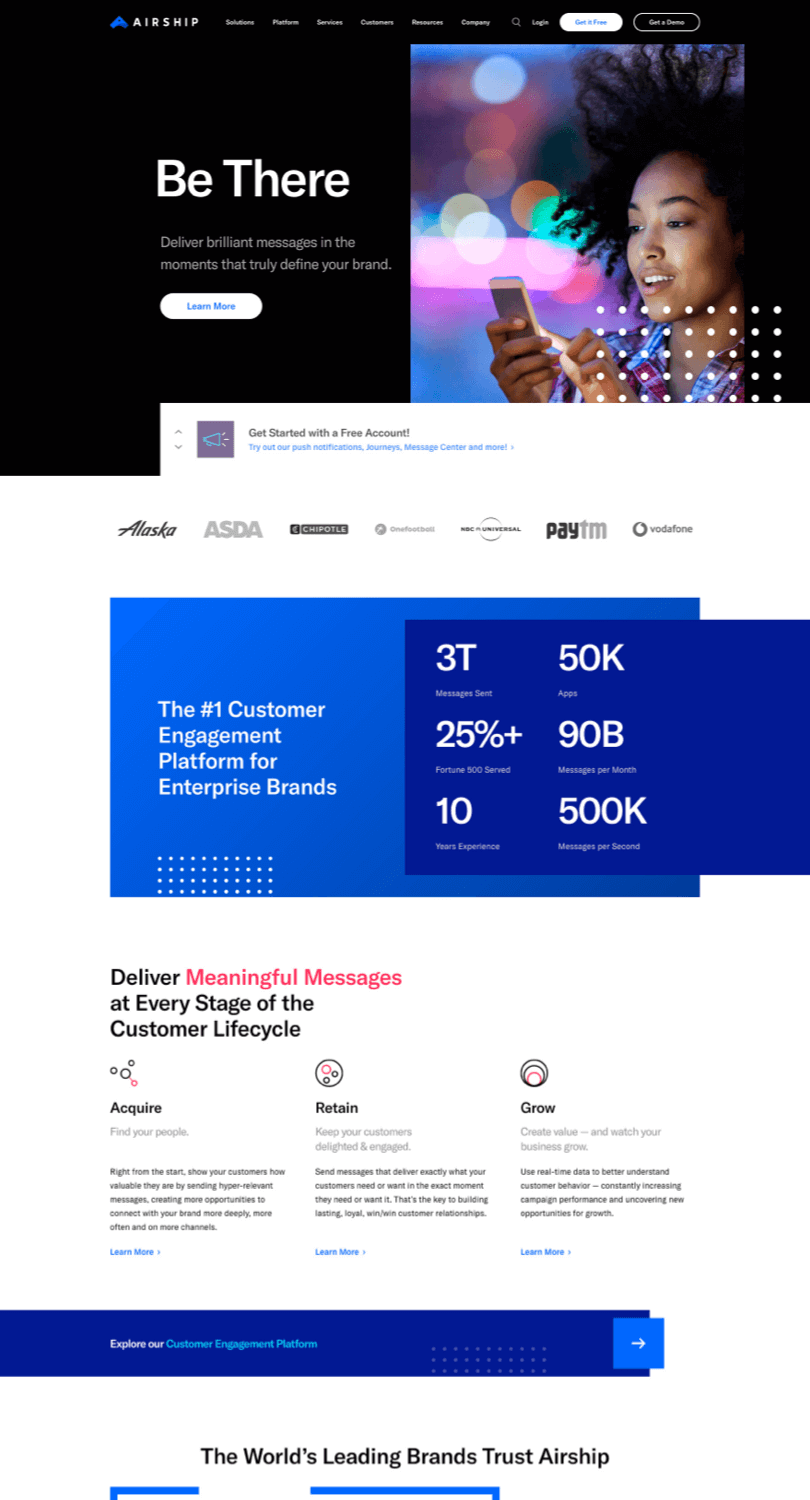 AIRSHIP
Solutions
Platform
Services
Customers
Resources
Company
Login
Get it Free
Get a Demo
Be There
Deliver brilliant messages in the
moments that truly define your brand.
Learn More
Get Started with a Free Account!
Try out our push notifications, Journeys, Message Center and more! ›
Alaska
ASDA
CHIPOTLE
Onefootball
NBC UNIVERSAL
paytm
vodafone
The #1 Customer
Engagement
Platform for
Enterprise Brands
3T
Messages Sent
50K
Apps
25%+
Fortune 500 Served
90B
Messages per Month
10
Years Experience
500K
Messages per Second
Deliver Meaningful Messages
at Every Stage of the
Customer Lifecycle
Acquire
Find your people.
Right from the start, show your customers how
valuable they are by sending hyper-relevant
messages, creating more opportunities to
connect with your brand more deeply, more
often and on more channels.
Learn More ›
Retain
Keep your customers
delighted & engaged.
Send messages that deliver exactly what your
customers need or want in the exact moment
they need or want it. That's the key to building
lasting, loyal, win/win customer relationships.
Learn More ›
Grow
Create value — and watch your
business grow.
Use real-time data to better understand
customer behavior — constantly increasing
campaign performance and uncovering new
opportunities for growth.
Learn More ›
Explore our Customer Engagement Platform
The World's Leading Brands Trust Airship